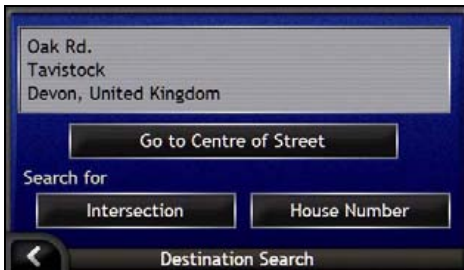 Oak Rd.
Tavistock
Devon, United Kingdom
Go to Centre of Street
Search for
Intersection House Number
Destination Search